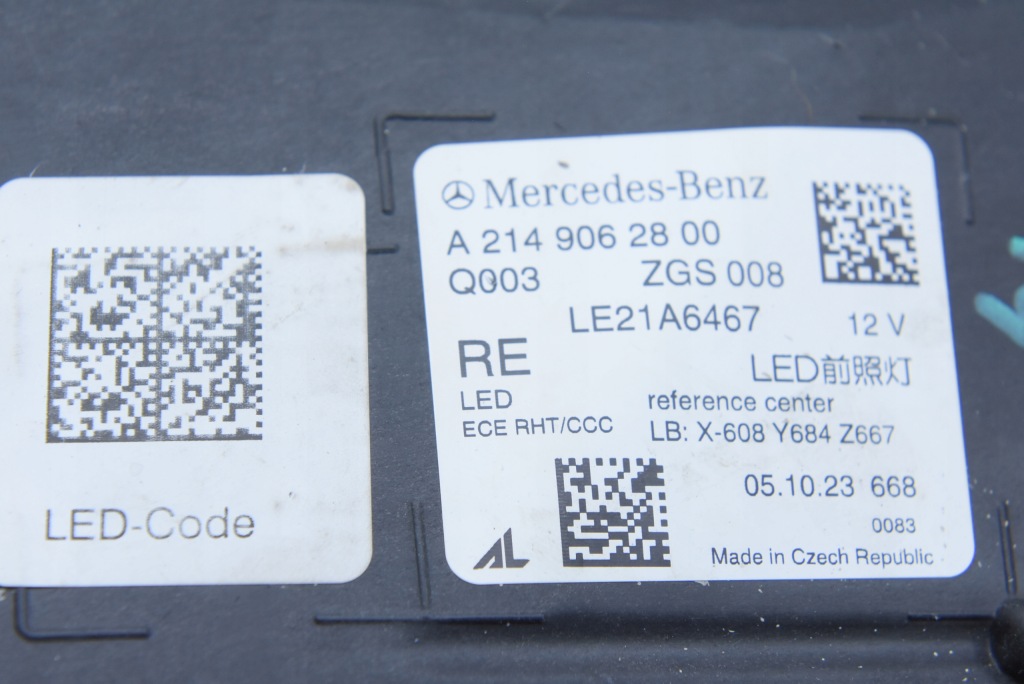 Mercedes-Benz
A 214 906 28 00
Q003 ZGS 008
LE21A6467 12 V
RE LED前照灯
LED reference center
ECE RHT/CCC LB: X-608 Y684 Z667
05.10.23 668
0083
AL Made in Czech Republic
LED-Code